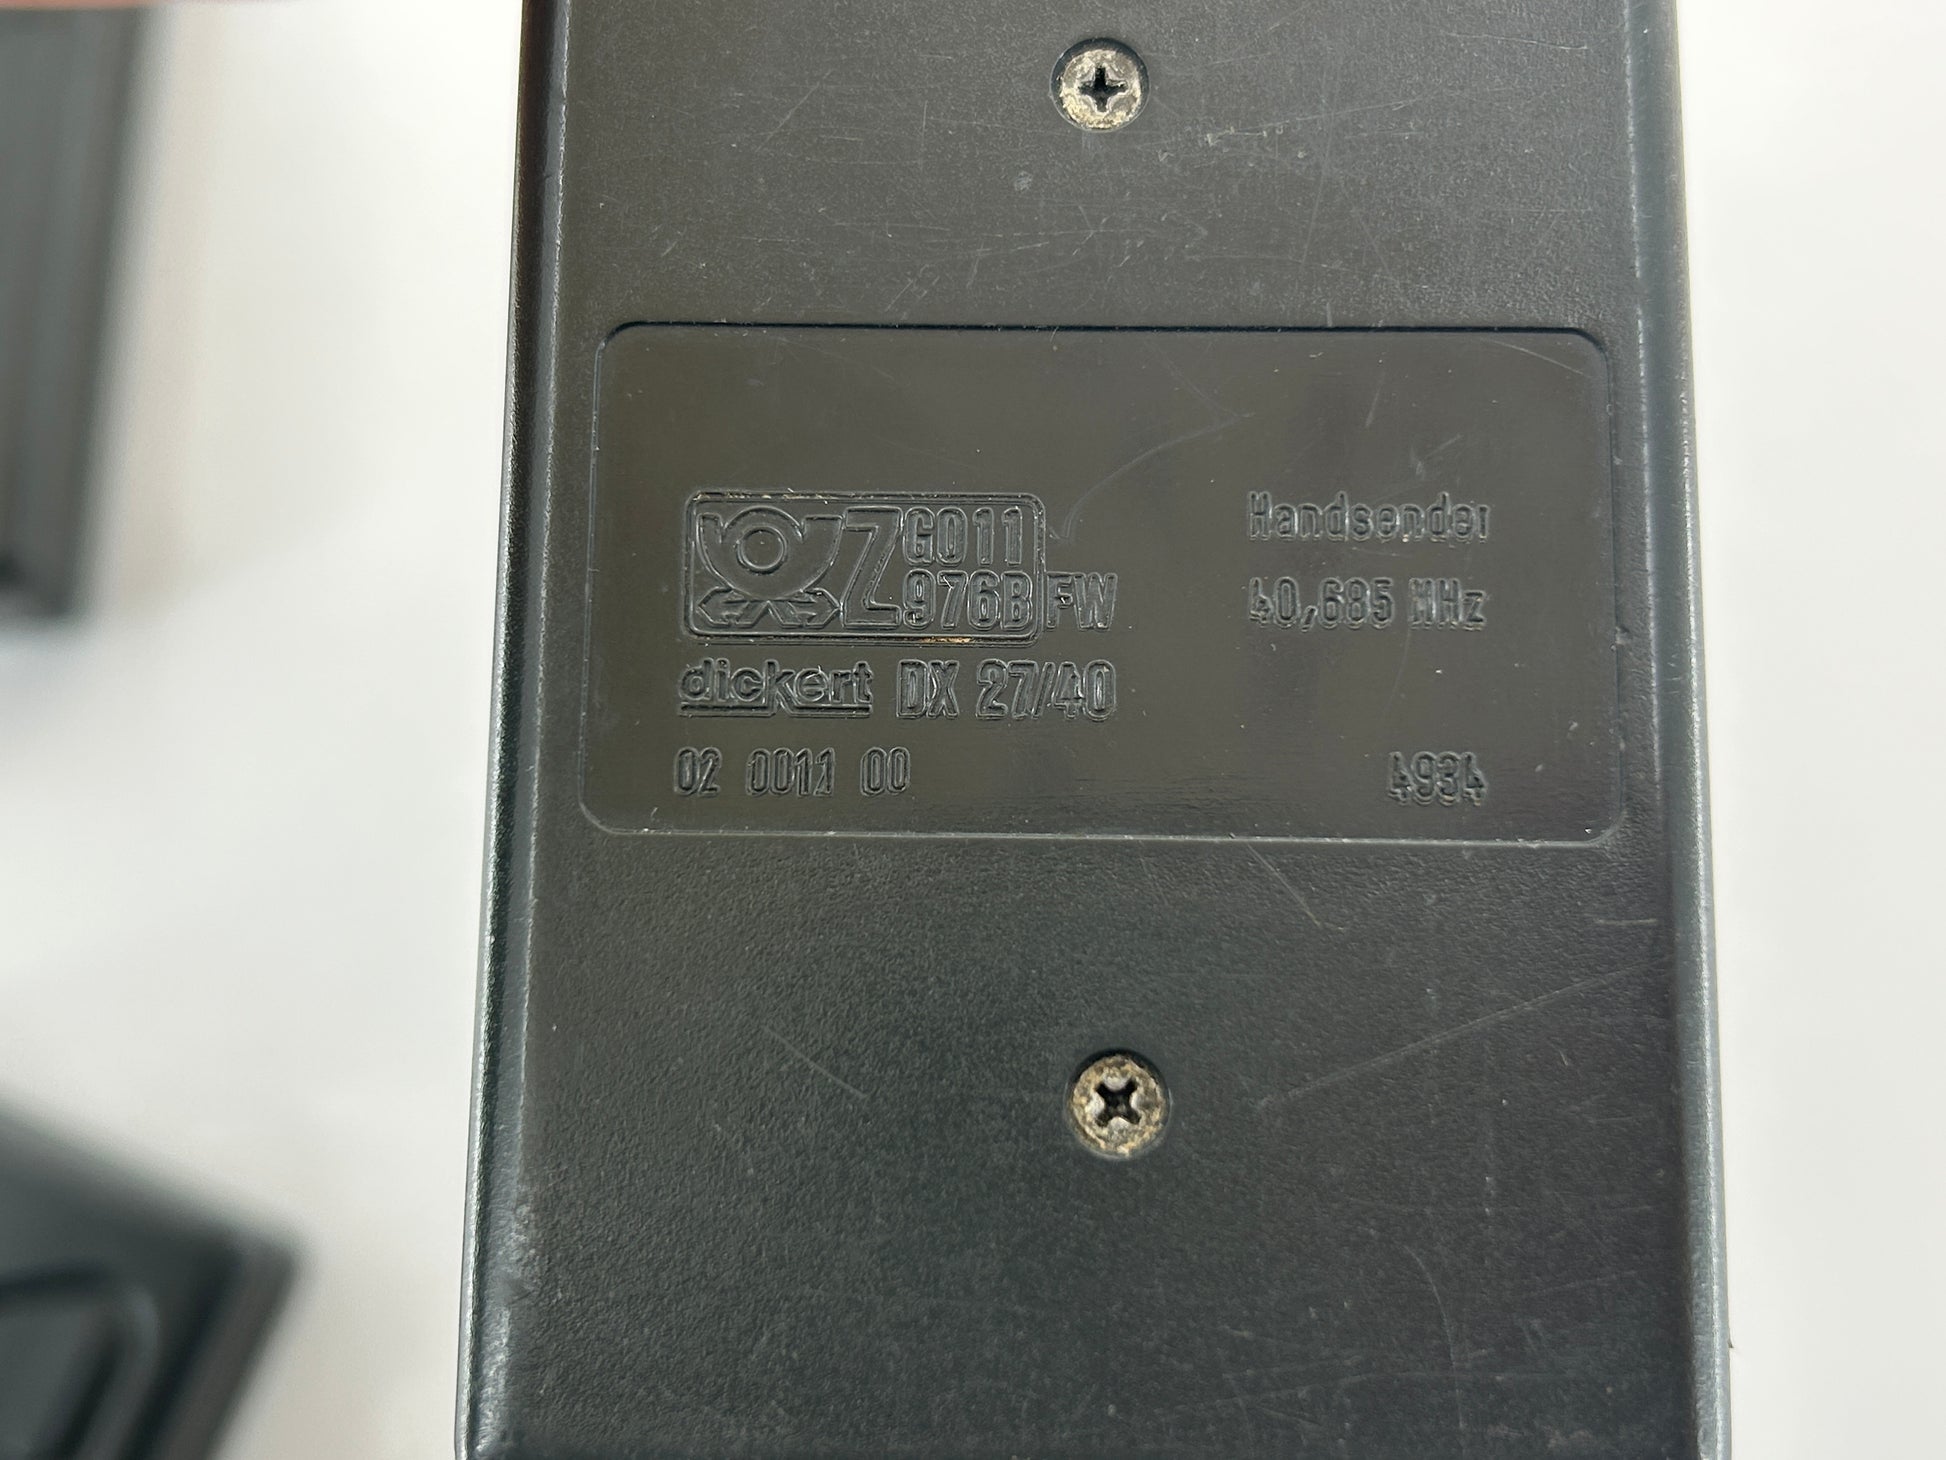 Z G011
976B FW
Handsender
40,685 MHz
dickert DX 27/40
02 0011 00
4934